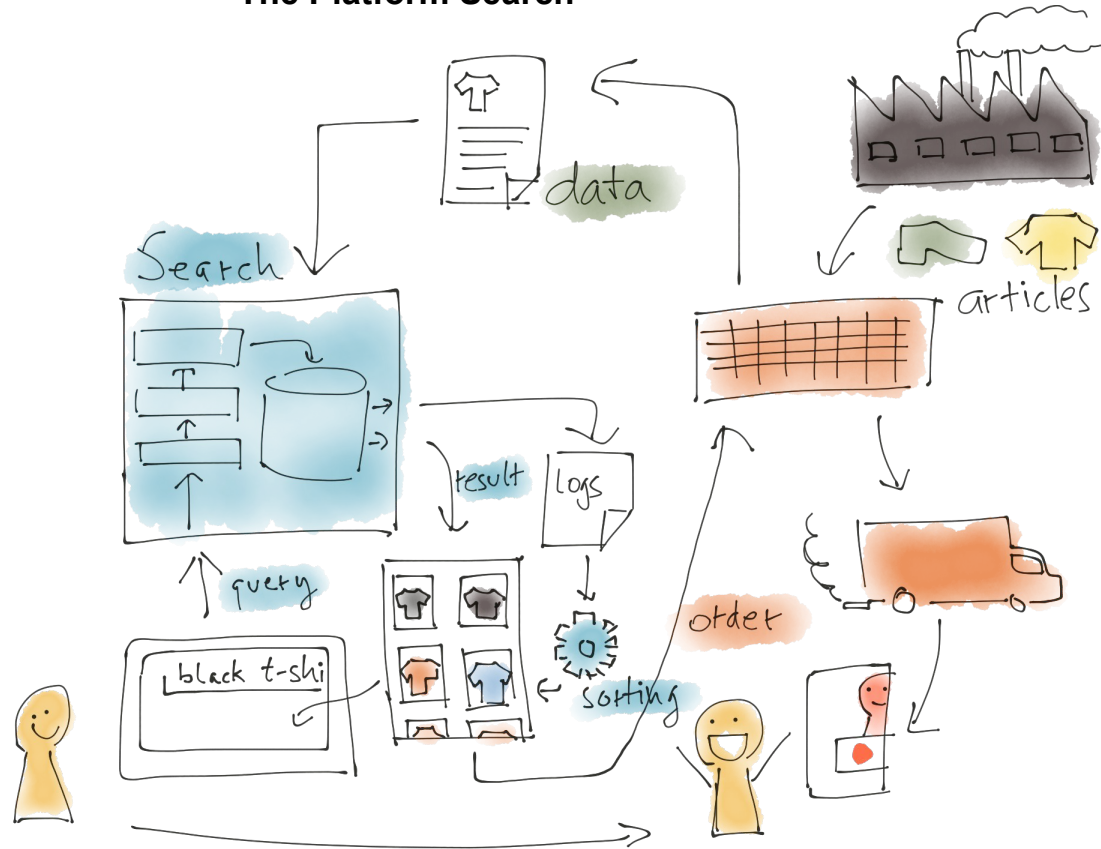 The Platform Search
data
Search
articles
result
logs
query
order
black t-shi
sorting